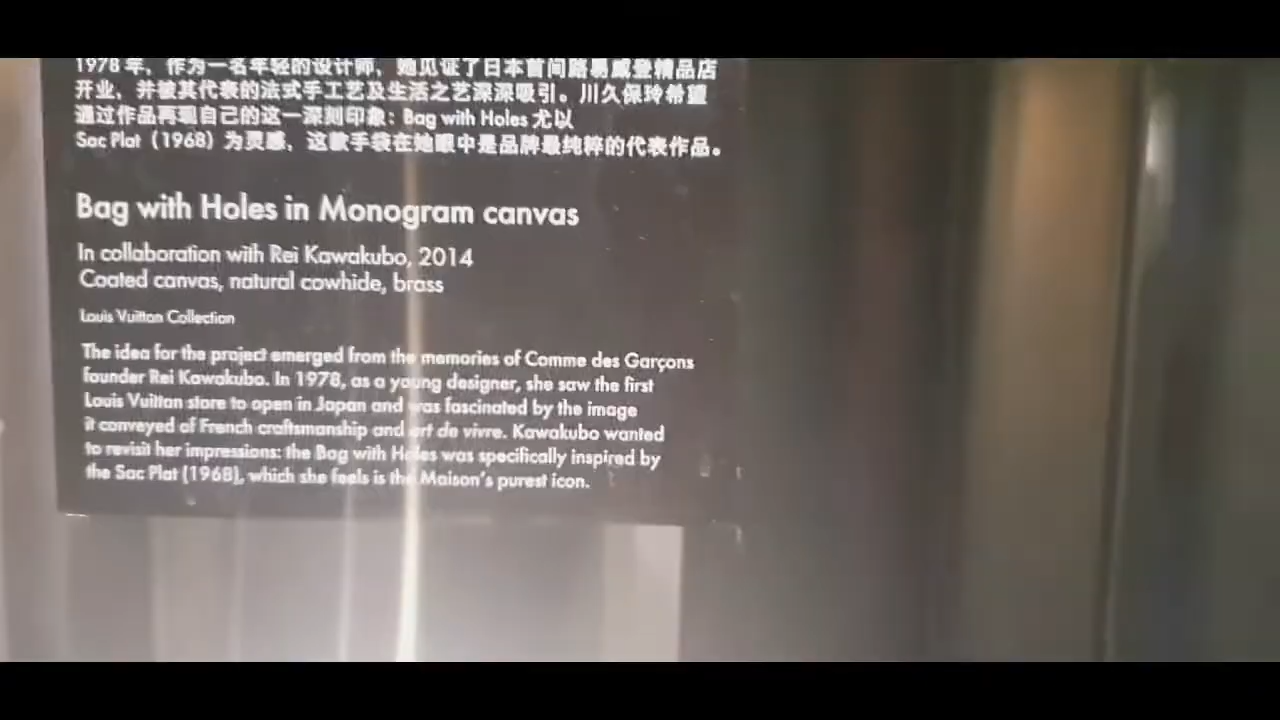 1978 年，作为一名年轻的设计师，她见证了日本首间路易威登精品店
开业，并被其代表的法式手工艺及生活之艺深深吸引。川久保玲希望
通过作品再现自己的这一深刻印象：Bag with Holes 尤以
Sac Plat（1968）为灵感，这款手袋在她眼中是品牌最纯粹的代表作品。
Bag with Holes in Monogram canvas
In collaboration with Rei Kawakubo, 2014
Coated canvas, natural cowhide, brass
Louis Vuitton Collection
The idea for the project emerged from the memories of Comme des Garçons
founder Rei Kawakubo. In 1978, as a young designer, she saw the first
Louis Vuitton store to open in Japan and was fascinated by the image
it conveyed of French craftsmanship and art de vivre. Kawakubo wanted
to revisit her impressions: the Bag with Holes was specifically inspired by
the Sac Plat (1968), which she feels is the Maison's purest icon.